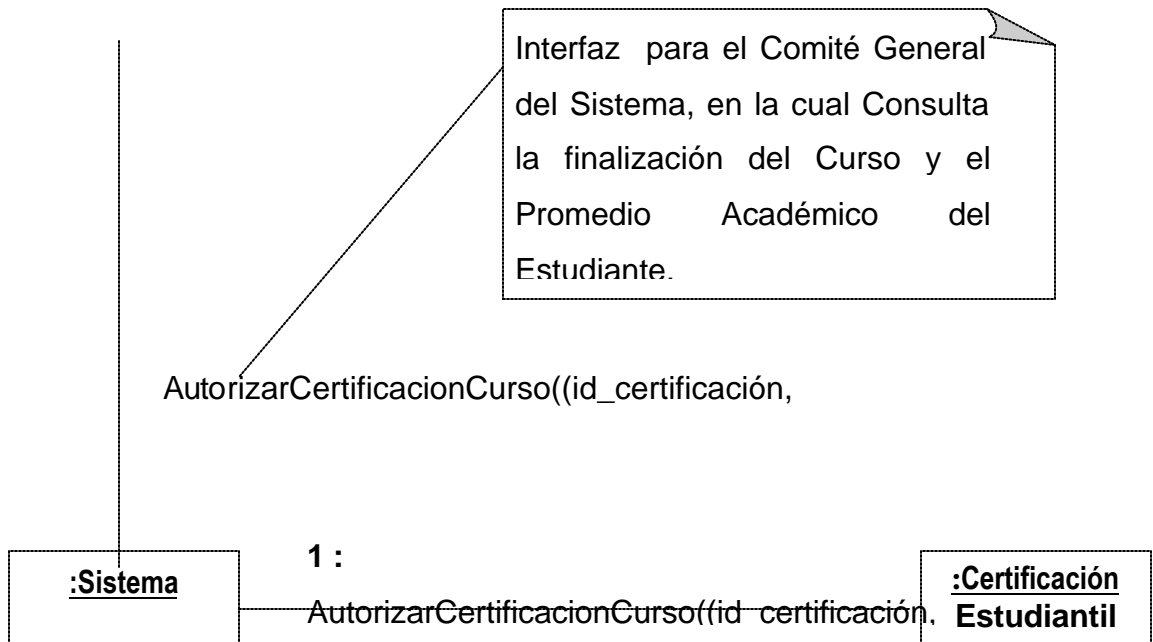 Interfaz para el Comité General
del Sistema, en la cual Consulta
la finalización del Curso y el
Promedio Académico del
Estudiante.
AutorizarCertificacionCurso((id_certificación,
:Sistema
1 :
AutorizarCertificacionCurso((id_certificación,
:Certificación
Estudiantil